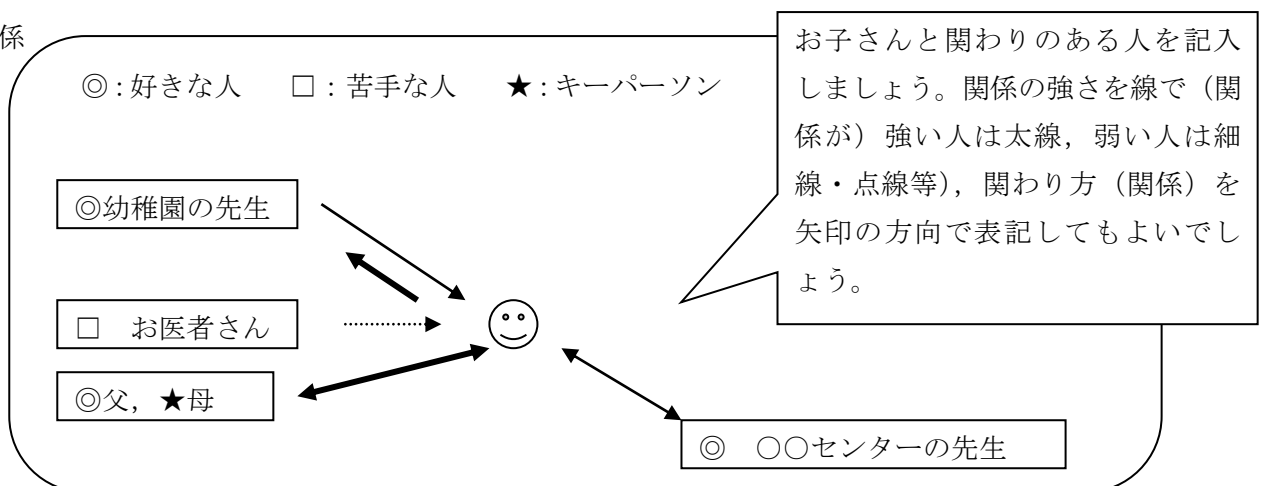 係
◎:好きな人　□:苦手な人　★:キーパーソン
お子さんと関わりのある人を記入
しましょう。関係の強さを線で（関
係が）強い人は太線，弱い人は細
線・点線等)，関わり方（関係）を
矢印の方向で表記してもよいでし
ょう。
◎幼稚園の先生
□　お医者さん
◎父，★母
◎　○○センターの先生